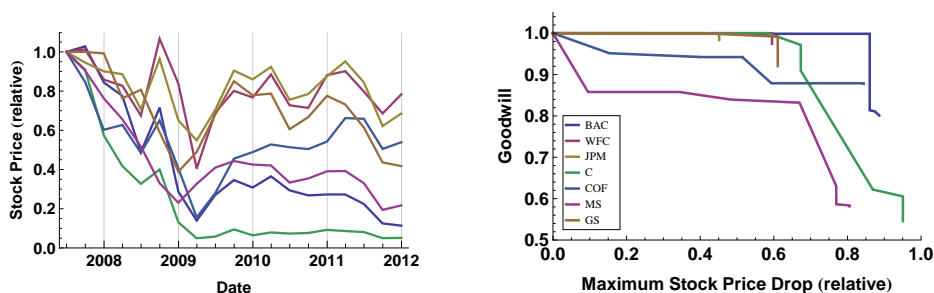 Stock Price (relative)
1.0
0.8
0.6
0.4
0.2
0.0
2008
2009
2010
2011
2012
Date
Goodwill
1.0
0.9
0.8
0.7
0.6
0.5
BAC
WFC
JPM
C
COF
MS
GS
0.0
0.2
0.4
0.6
0.8
1.0
Maximum Stock Price Drop (relative)